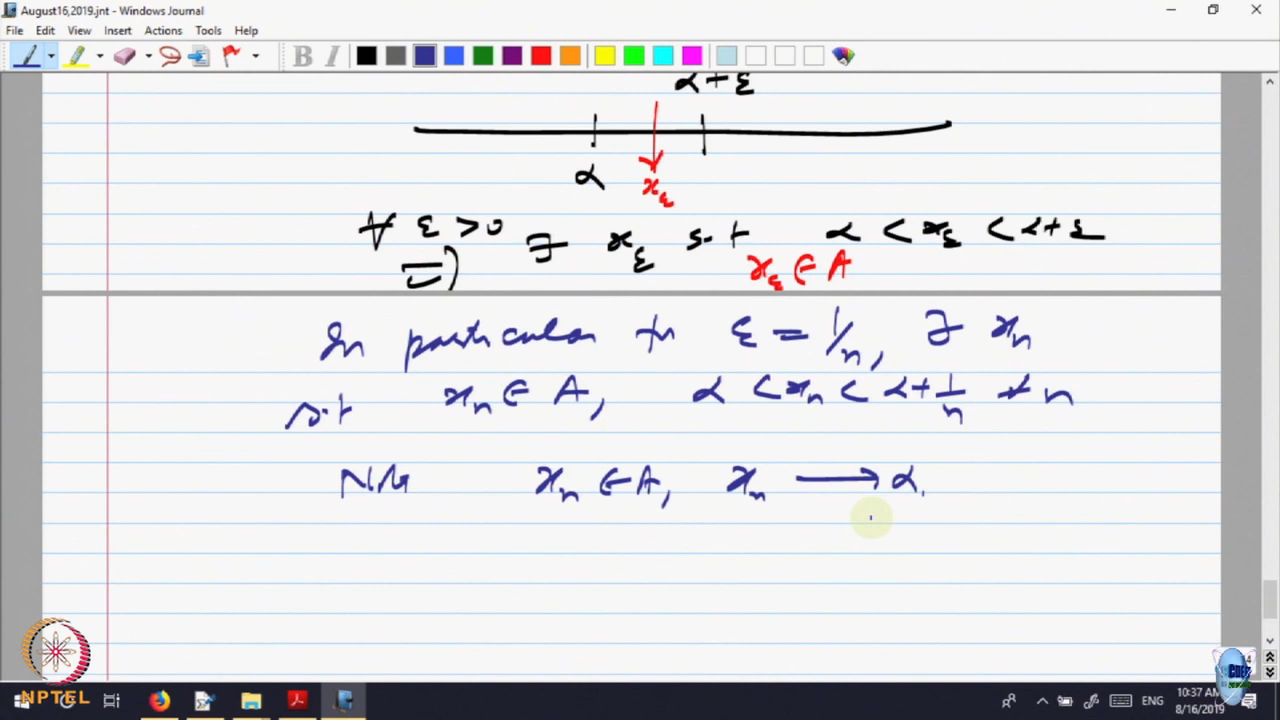 August16,2019.jnt - Windows Journal
File Edit View Insert Actions Tools Help
B I
α+ε
α
x_ε
∀ ε > 0 ∃ x_ε s.t α < x_ε < α+ε
x_ε ∈ A
In particular for ε = 1/n, ∃ x_n
s.t x_n ∈ A, α < x_n < α+1/n ∀ n
Note x_n ∈ A, x_n → α.
NPTEL
ENG
10:37 AM
8/16/2019